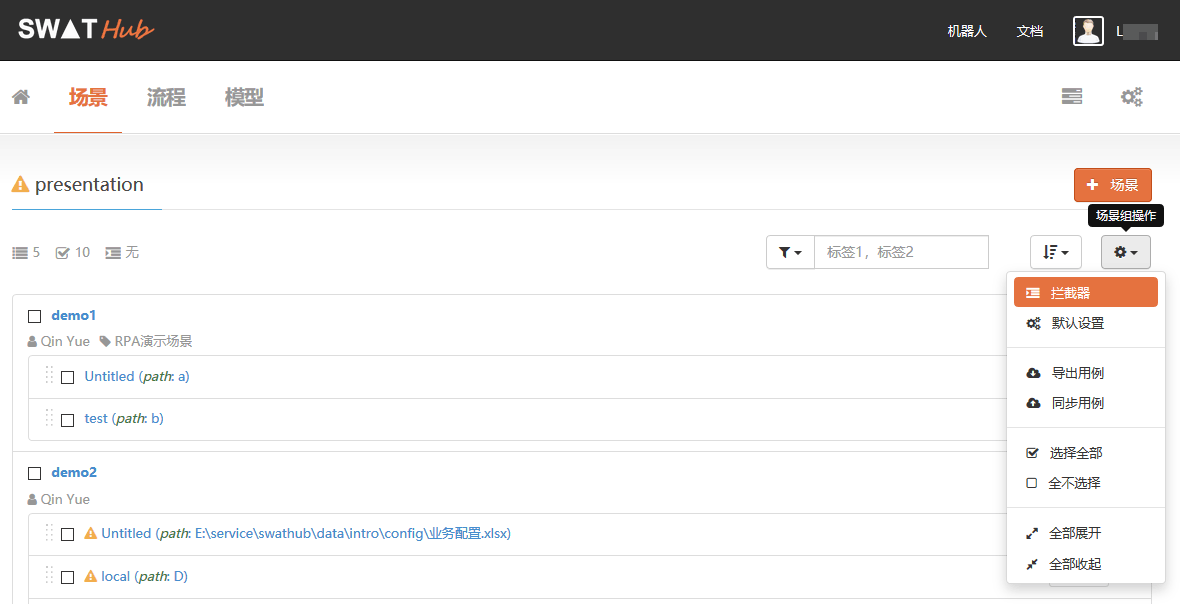 SWAT Hub
机器人 文档
场景 流程 模型
presentation
场景
场景组操作
5 10 无
标签1，标签2
拦截器
默认设置
导出用例
同步用例
选择全部
全不选择
全部展开
全部收起
demo1
Qin Yue RPA演示场景
Untitled (path: a)
test (path: b)
demo2
Qin Yue
Untitled (path: E:\service\swathub\data\intro\config\业务配置.xlsx)
local (path: D)